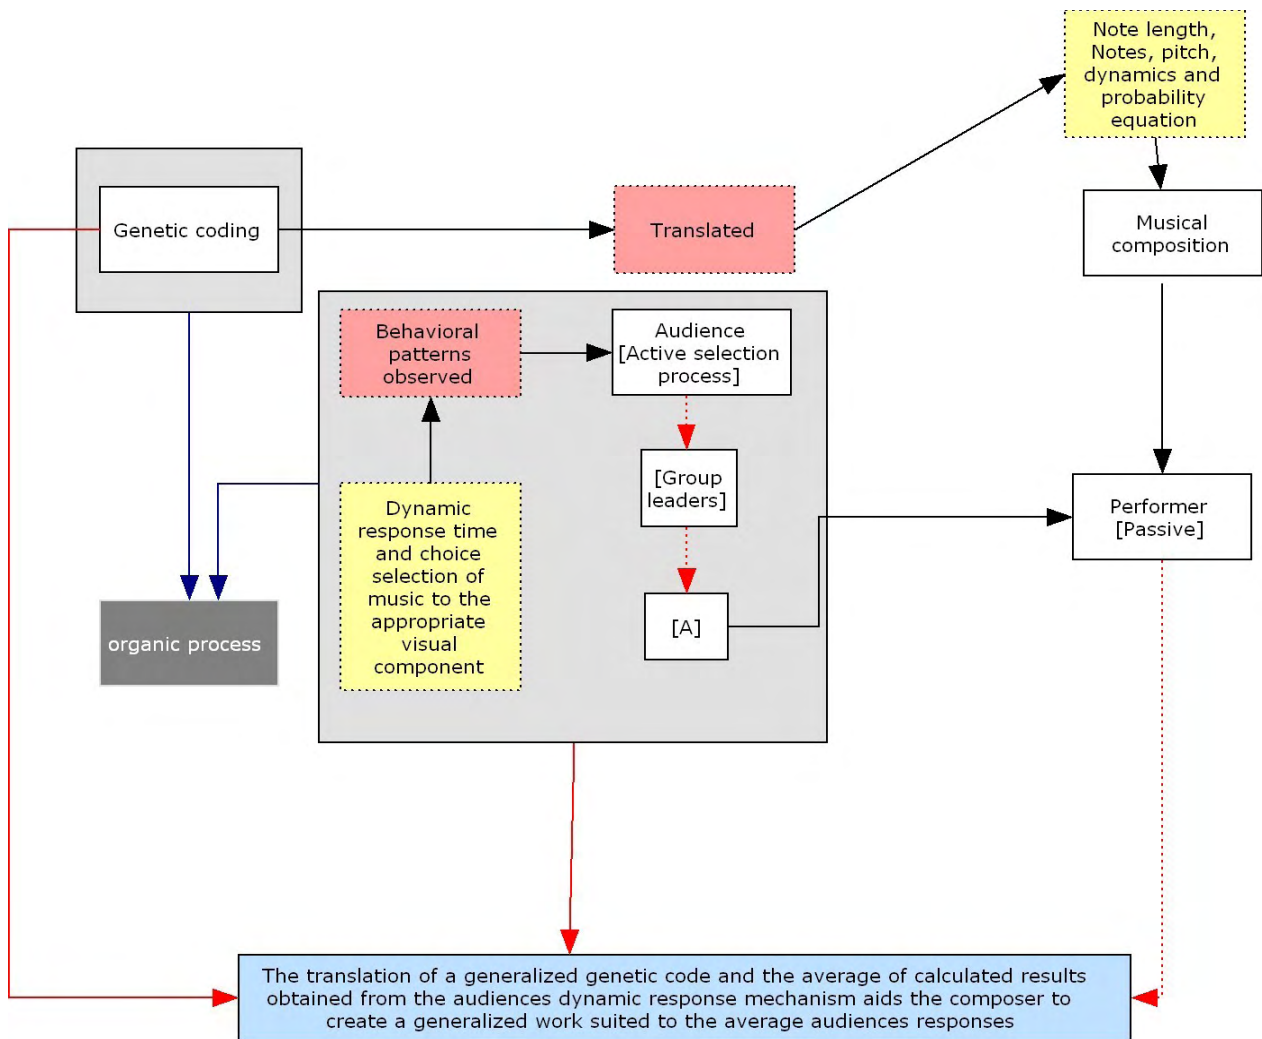 Note length,
Notes, pitch,
dynamics and
probability
equation
Genetic coding
Translated
Musical
composition
Behavioral
patterns
observed
Audience
[Active selection
process]
[Group
leaders]
Dynamic
response time
and choice
selection of
music to the
appropriate
visual
component
Performer
[Passive]
[A]
organic process
The translation of a generalized genetic code and the average of calculated results
obtained from the audiences dynamic response mechanism aids the composer to
create a generalized work suited to the average audiences responses